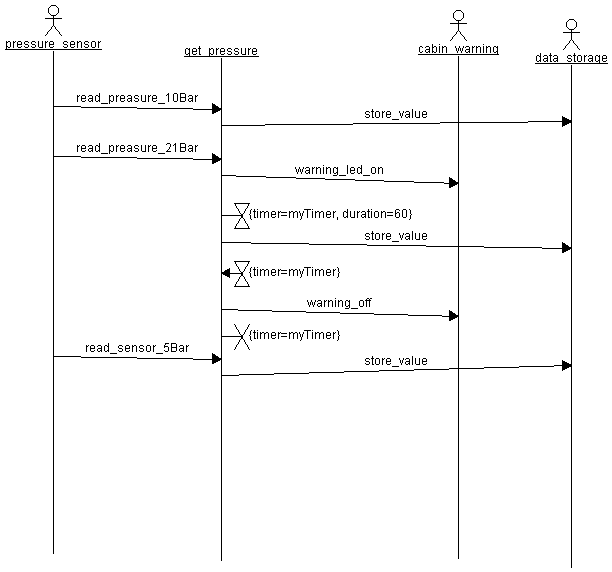 pressure_sensor
get_pressure
cabin_warning
data_storage
read_preasure_10Bar
store_value
read_preasure_21Bar
warning_led_on
{timer=myTimer, duration=60}
store_value
{timer=myTimer}
warning_off
{timer=myTimer}
read_sensor_5Bar
store_value